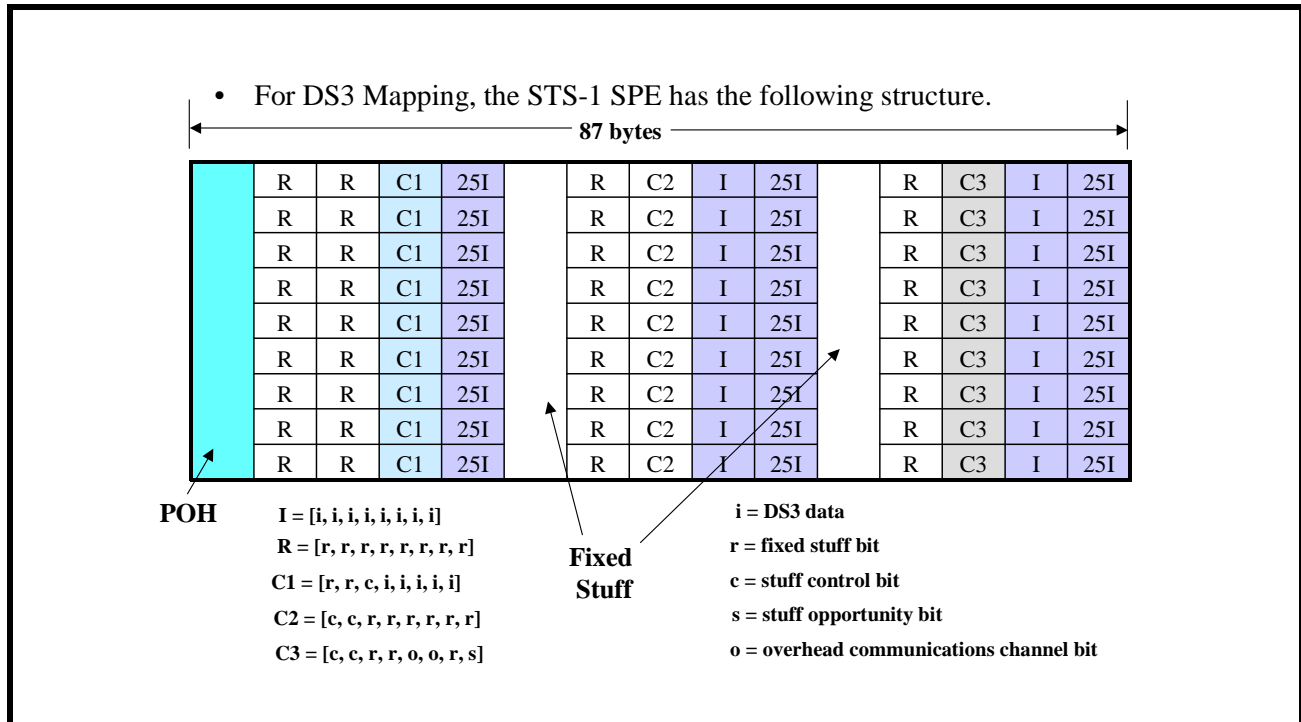 • For DS3 Mapping, the STS-1 SPE has the following structure.
87 bytes
R R C1 25I R C2 I 25I R C3 I 25I
R R C1 25I R C2 I 25I R C3 I 25I
R R C1 25I R C2 I 25I R C3 I 25I
R R C1 25I R C2 I 25I R C3 I 25I
R R C1 25I R C2 I 25I R C3 I 25I
R R C1 25I R C2 I 25I R C3 I 25I
R R C1 25I R C2 I 25I R C3 I 25I
R R C1 25I R C2 I 25I R C3 I 25I
R R C1 25I R C2 I 25I R C3 I 25I
POH
I = [i, i, i, i, i, i, i, i]
R = [r, r, r, r, r, r, r, r]
C1 = [r, r, c, i, i, i, i, i]
C2 = [c, c, r, r, r, r, r, r]
C3 = [c, c, r, r, o, o, r, s]
Fixed
Stuff
i = DS3 data
r = fixed stuff bit
c = stuff control bit
s = stuff opportunity bit
o = overhead communications channel bit